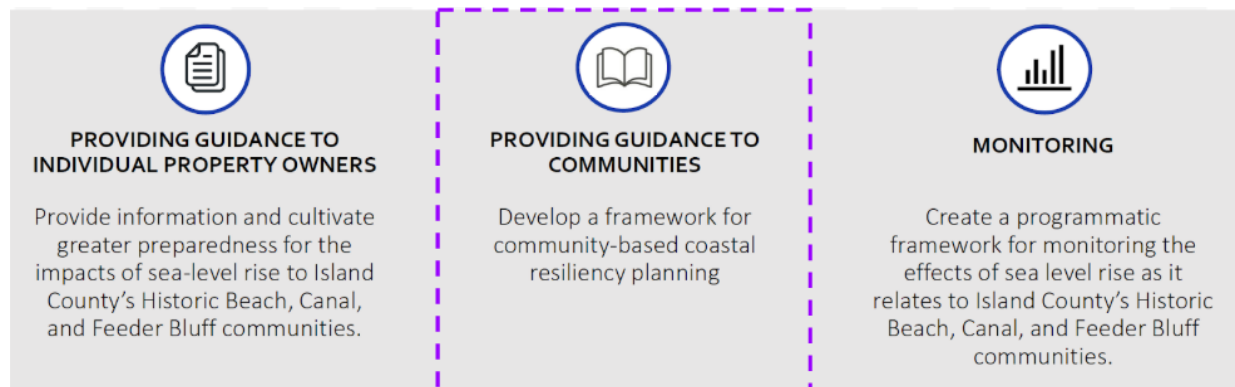 PROVIDING GUIDANCE TO
INDIVIDUAL PROPERTY OWNERS
Provide information and cultivate
greater preparedness for the
impacts of sea-level rise to Island
County's Historic Beach, Canal,
and Feeder Bluff communities.
PROVIDING GUIDANCE TO
COMMUNITIES
Develop a framework for
community-based coastal
resiliency planning
MONITORING
Create a programmatic
framework for monitoring the
effects of sea level rise as it
relates to Island County's Historic
Beach, Canal, and Feeder Bluff
communities.